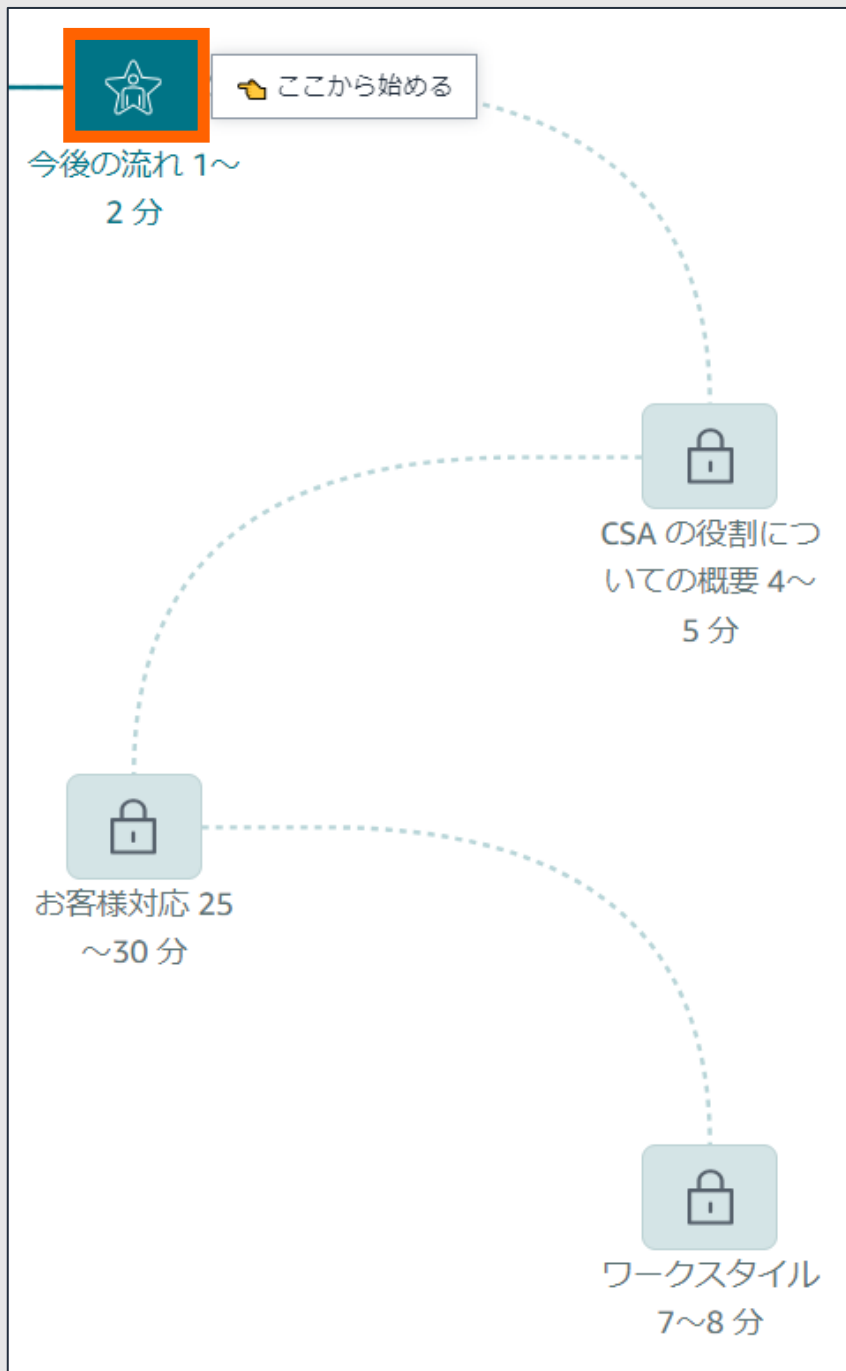 👈 ここから始める
今後の流れ 1～
2 分
CSA の役割につ
いての概要 4～
5 分
お客様対応 25
～30 分
ワークスタイル
7～8 分